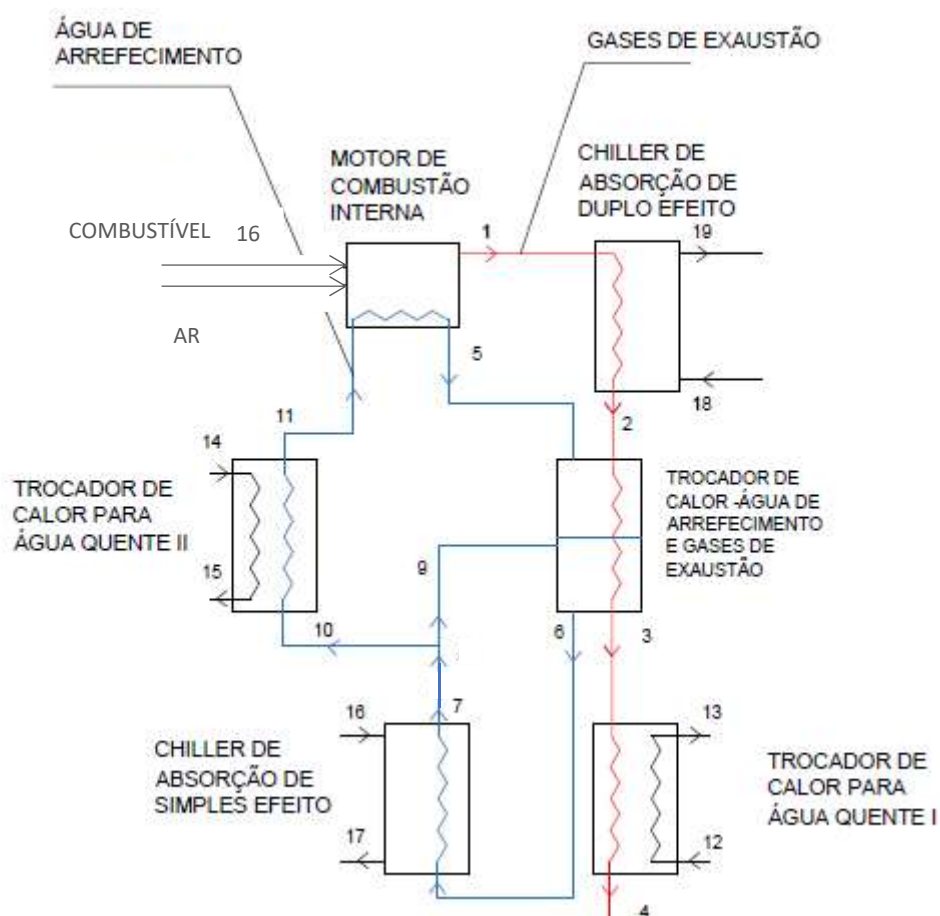 ÁGUA DE
ARREFECIMENTO
GASES DE EXAUSTÃO
MOTOR DE
COMBUSTÃO
INTERNA
CHILLER DE
ABSORÇÃO DE
DUPLO EFEITO
COMBUSTÍVEL 16
1
19
AR
5
18
11
2
14
TROCADOR DE
CALOR PARA
ÁGUA QUENTE II
TROCADOR DE
CALOR -ÁGUA DE
ARREFECIMENTO
E GASES DE
EXAUSTÃO
15
9
10
6
3
16
7
13
CHILLER DE
ABSORÇÃO DE
SIMPLES EFEITO
TROCADOR DE
CALOR PARA
ÁGUA QUENTE I
17
12
4